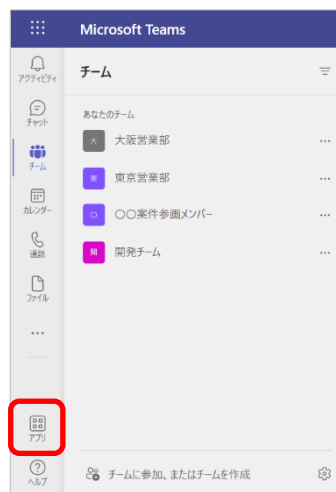 Microsoft Teams
アクティビティ
チャット
チーム
カレンダー
通話
ファイル
アプリ
ヘルプ
チーム
あなたのチーム
大 大阪営業部
東 東京営業部
〇 〇〇案件参画メンバー
開 開発チーム
チームに参加、またはチームを作成